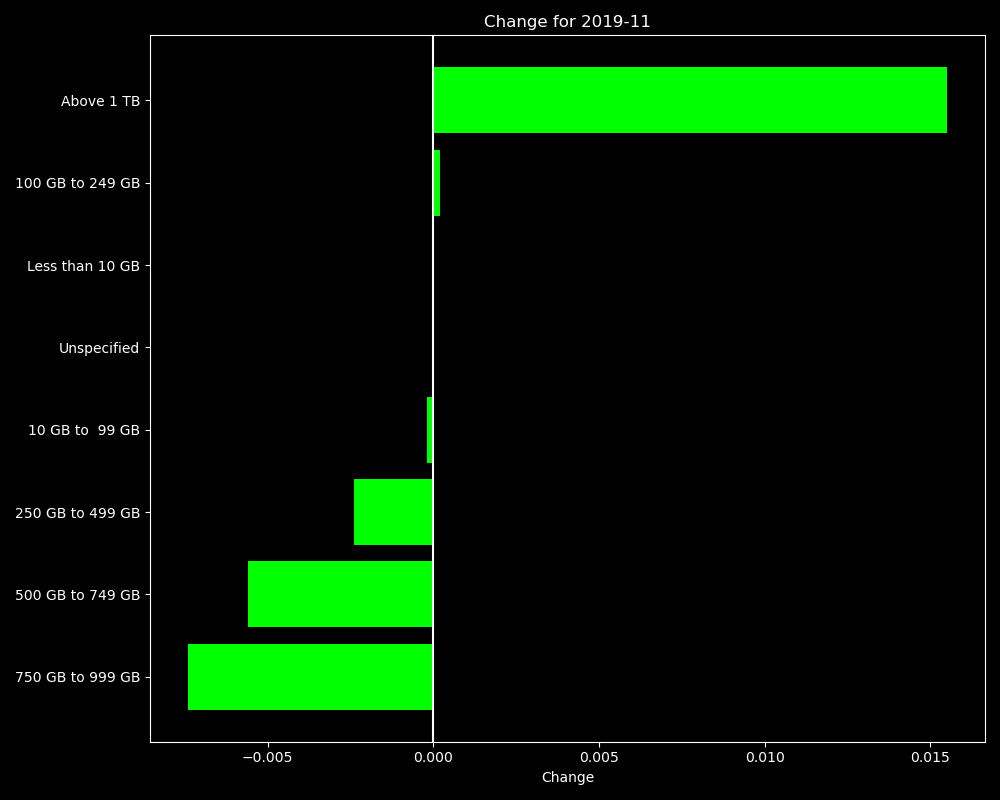 Change for 2019-11
Above 1 TB
100 GB to 249 GB
Less than 10 GB
Unspecified
10 GB to  99 GB
250 GB to 499 GB
500 GB to 749 GB
750 GB to 999 GB
−0.005 0.000 0.005 0.010 0.015
Change